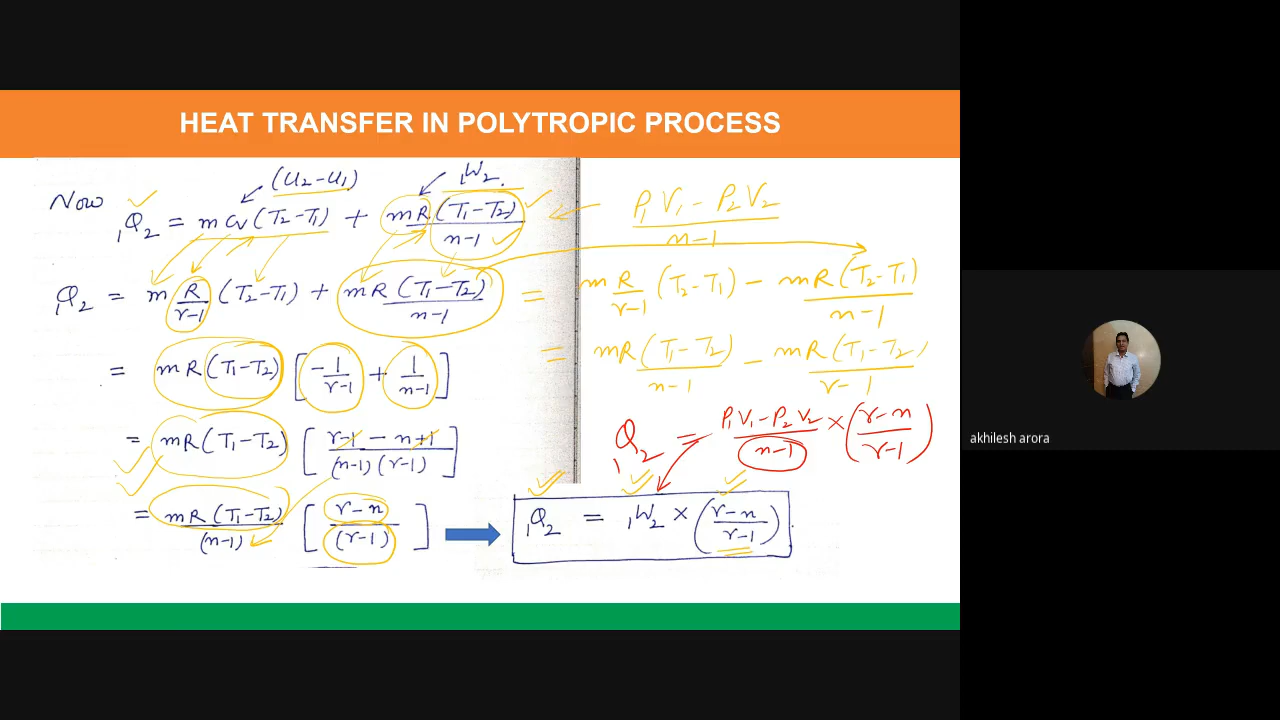 HEAT TRANSFER IN POLYTROPIC PROCESS
(U₂-U₁) ₁W₂
Now ₁Q₂ = m Cv (T₂-T₁) + mR (T₁-T₂)/(n-1)
P₁V₁ - P₂V₂/(n-1)
₁Q₂ = m R/(γ-1) (T₂-T₁) + mR (T₁-T₂)/(n-1)
= m R/(γ-1) (T₂-T₁) - mR (T₂-T₁)/(n-1)
= mR (T₁-T₂) [-1/(γ-1) + 1/(n-1)]
= mR (T₁-T₂)/(n-1) - mR (T₁-T₂)/(γ-1)
= mR (T₁-T₂) [γ-1 - n+1/(n-1)(γ-1)]
₁Q₂ = P₁V₁-P₂V₂/(n-1) × (γ-n/γ-1)
= mR (T₁-T₂)/(n-1) [γ-n/(γ-1)]
₁Q₂ = ₁W₂ × (γ-n/γ-1).
akhilesh arora